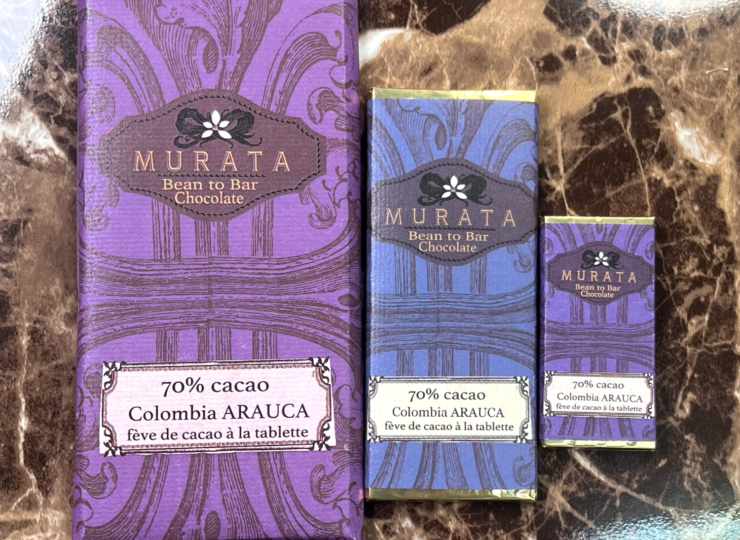 MURATA
Bean to Bar
Chocolate
70% cacao
Colombia ARAUCA
fève de cacao à la tablette
MURATA
Bean to Bar
Chocolate
70% cacao
Colombia ARAUCA
fève de cacao à la tablette
MURATA
Bean to Bar
Chocolate
70% cacao
Colombia ARAUCA
fève de cacao à la tablette